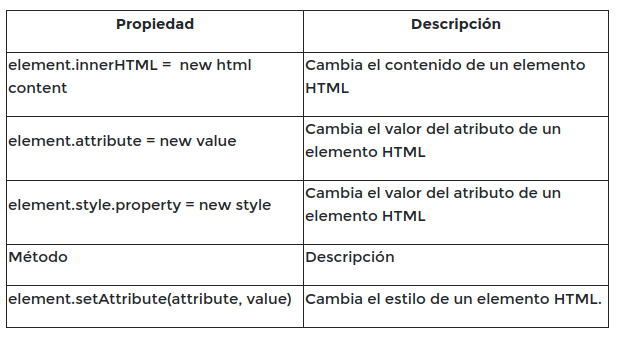 Propiedad
Descripción
element.innerHTML =  new html
content
Cambia el contenido de un elemento
HTML
element.attribute = new value
Cambia el valor del atributo de un
elemento HTML
element.style.property = new style
Cambia el valor del atributo de un
elemento HTML
Método
Descripción
element.setAttribute(attribute, value)
Cambia el estilo de un elemento HTML.